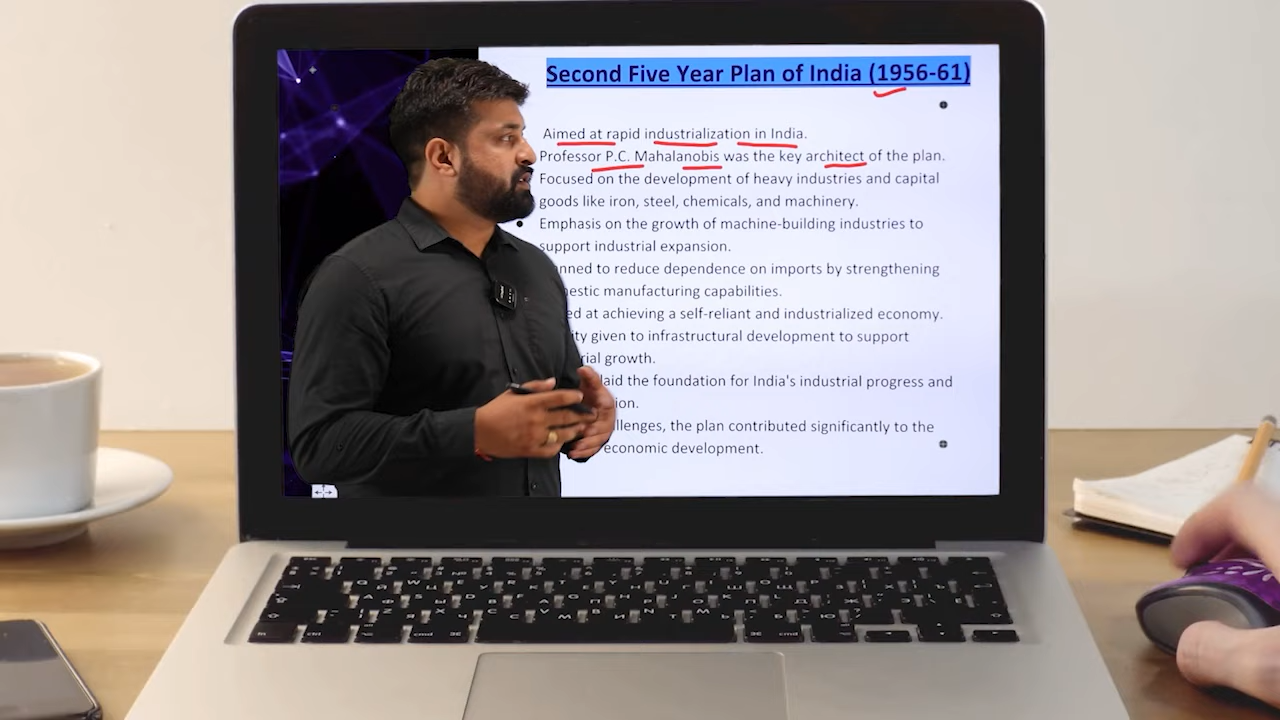 Second Five Year Plan of India (1956-61)
Aimed at rapid industrialization in India.
Professor P.C. Mahalanobis was the key architect of the plan.
Focused on the development of heavy industries and capital
goods like iron, steel, chemicals, and machinery.
• Emphasis on the growth of machine-building industries to
support industrial expansion.
to reduce dependence on imports by strengthening
manufacturing capabilities.
at achieving a self-reliant and industrialized economy.
given to infrastructural development to support
growth.
laid the foundation for India's industrial progress and
the plan contributed significantly to the
economic development.